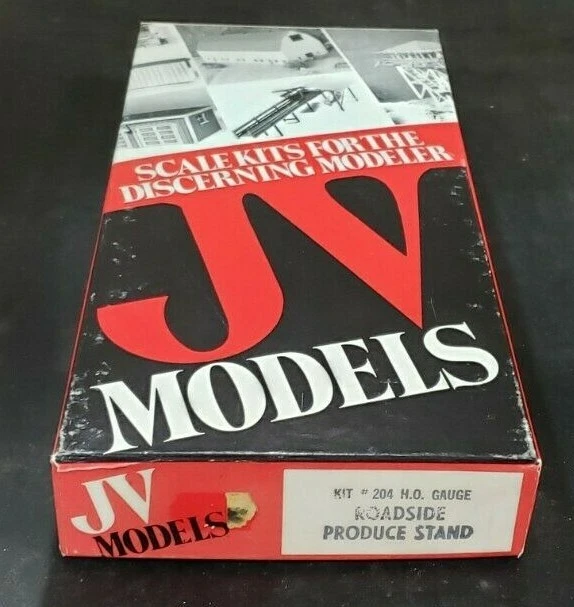 SCALE KITS FOR THE
DISCERNING MODELER
JV
MODELS
JV
MODELS
KIT # 204 H.O. GAUGE
ROADSIDE
PRODUCE STAND